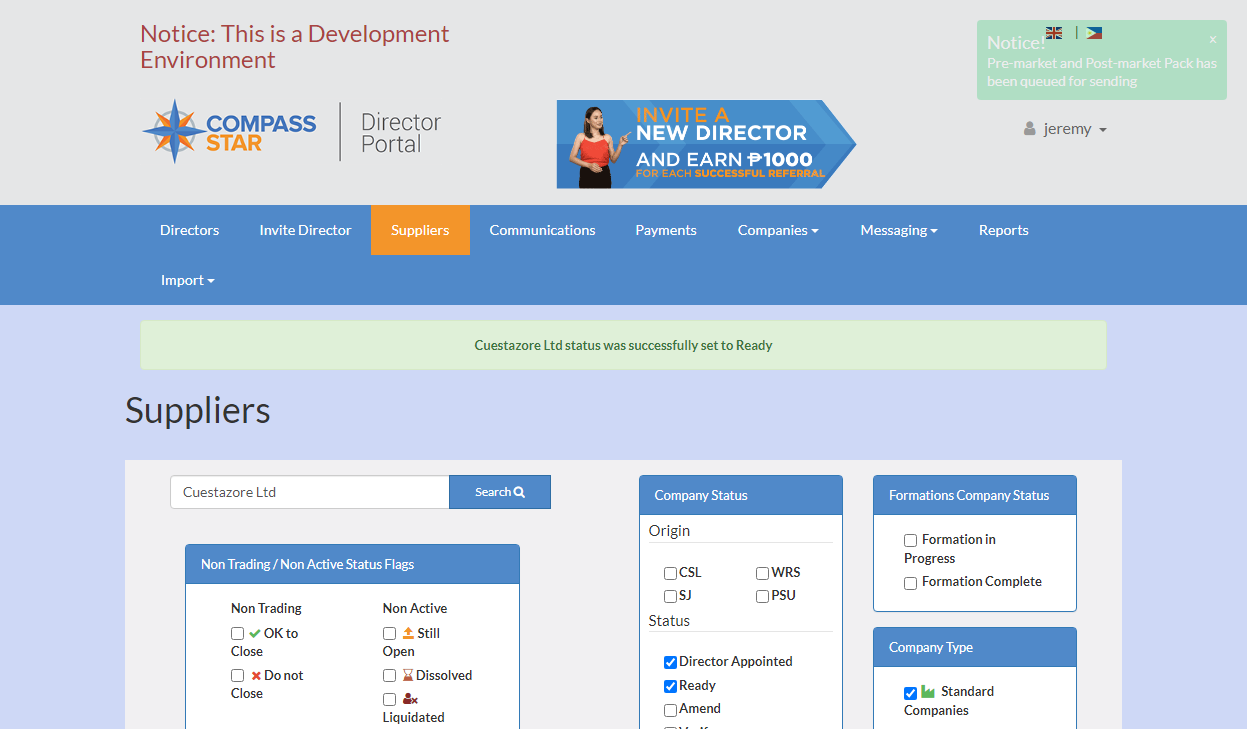 Notice: This is a Development
Environment
|
Notice!
x
Pre-market and Post-market Pack has
been queued for sending
COMPASS
STAR
Director
Portal
INVITE A
NEW DIRECTOR
AND EARN ₱1000
FOR EACH SUCCESSFUL REFERRAL
jeremy
Directors
Invite Director
Suppliers
Communications
Payments
Companies
Messaging
Reports
Import
Cuestazore Ltd status was successfully set to Ready
Suppliers
Cuestazore Ltd
Search
Non Trading / Non Active Status Flags
Non Trading
OK to
Close
Do not
Close
Non Active
Still
Open
Dissolved
Liquidated
Company Status
Origin
CSL
WRS
SJ
PSU
Status
Director Appointed
Ready
Amend
Formations Company Status
Formation in
Progress
Formation Complete
Company Type
Standard
Companies